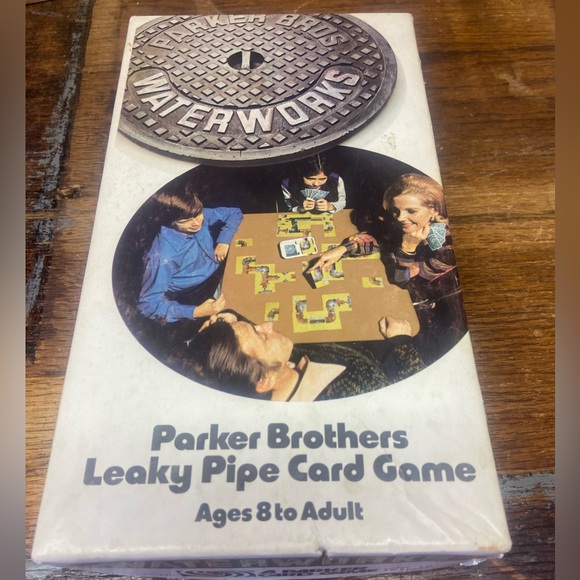 PARKER BROS
WATERWORKS
Parker Brothers
Leaky Pipe Card Game
Ages 8 to Adult